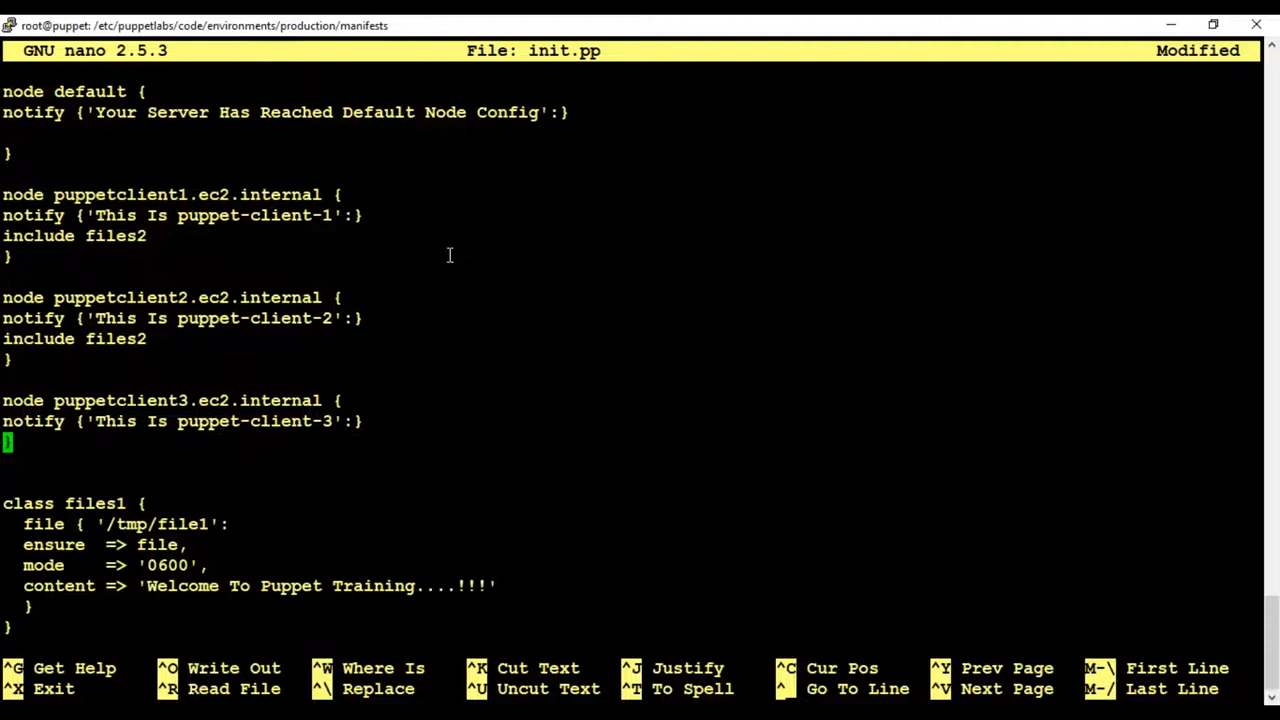 root@puppet: /etc/puppetlabs/code/environments/production/manifests
GNU nano 2.5.3 File: init.pp Modified
node default {
notify {'Your Server Has Reached Default Node Config':}
}
node puppetclient1.ec2.internal {
notify {'This Is puppet-client-1':}
include files2
}
node puppetclient2.ec2.internal {
notify {'This Is puppet-client-2':}
include files2
}
node puppetclient3.ec2.internal {
notify {'This Is puppet-client-3':}
}
class files1 {
file { '/tmp/file1':
ensure => file,
mode => '0600',
content => 'Welcome To Puppet Training....!!!'
}
}
^G Get Help ^O Write Out ^W Where Is ^K Cut Text ^J Justify ^C Cur Pos ^Y Prev Page M-\ First Line
^X Exit ^R Read File ^\ Replace ^U Uncut Text ^T To Spell ^_ Go To Line ^V Next Page M-/ Last Line